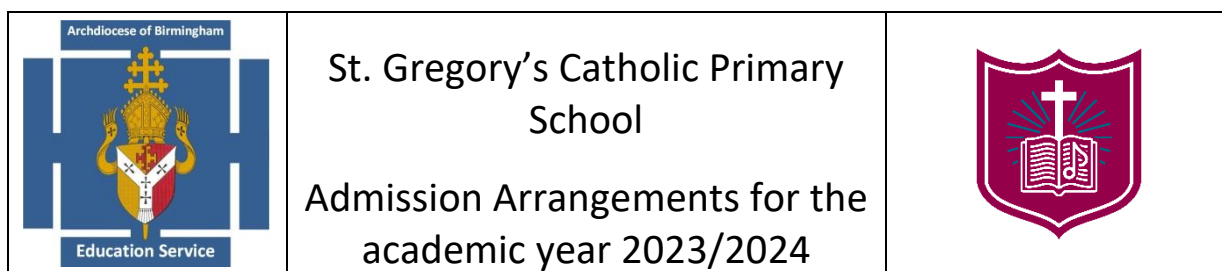 Archdiocese of Birmingham
Education Service
St. Gregory’s Catholic Primary
School
Admission Arrangements for the
academic year 2023/2024